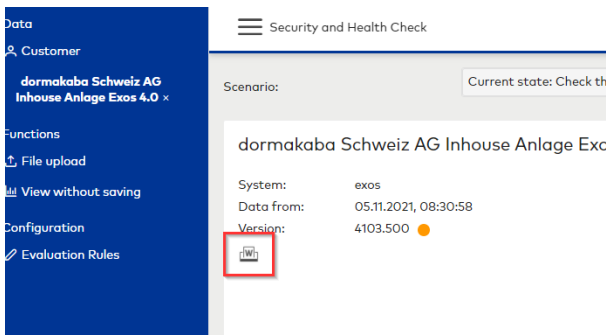 Data
Customer
dormakaba Schweiz AG
Inhouse Anlage Exos 4.0 ×
Functions
File upload
View without saving
Configuration
Evaluation Rules
Security and Health Check
Scenario:
Current state: Check th
dormakaba Schweiz AG Inhouse Anlage Exo
System: exos
Data from: 05.11.2021, 08:30:58
Version: 4103.500
W